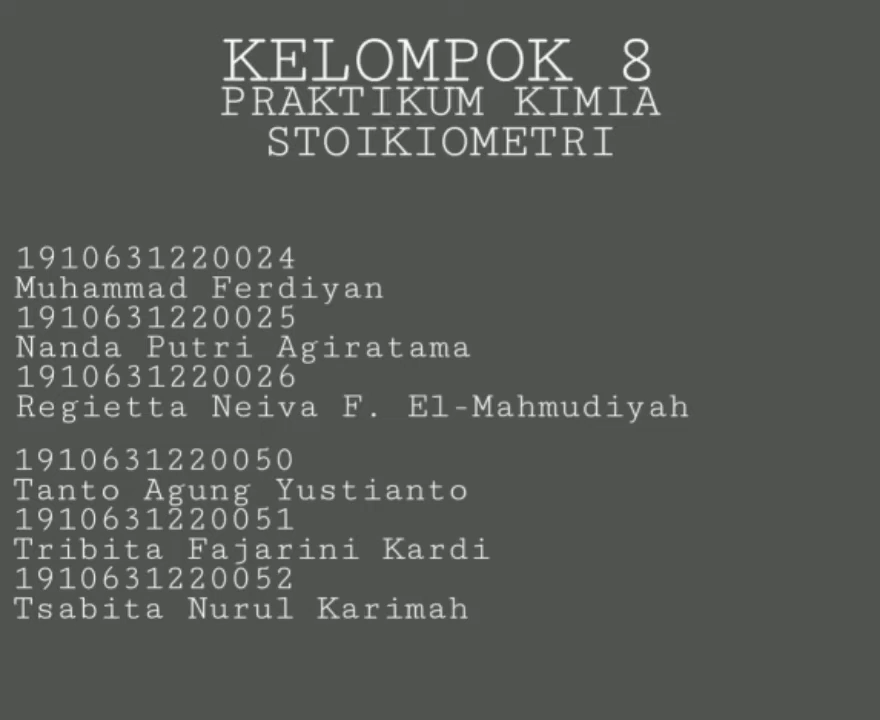 KELOMPOK 8
PRAKTIKUM KIMIA
STOIKIOMETRI
1910631220024
Muhammad Ferdiyan
1910631220025
Nanda Putri Agiratama
1910631220026
Regietta Neiva F. El-Mahmudiyah
1910631220050
Tanto Agung Yustianto
1910631220051
Tribita Fajarini Kardi
1910631220052
Tsabita Nurul Karimah